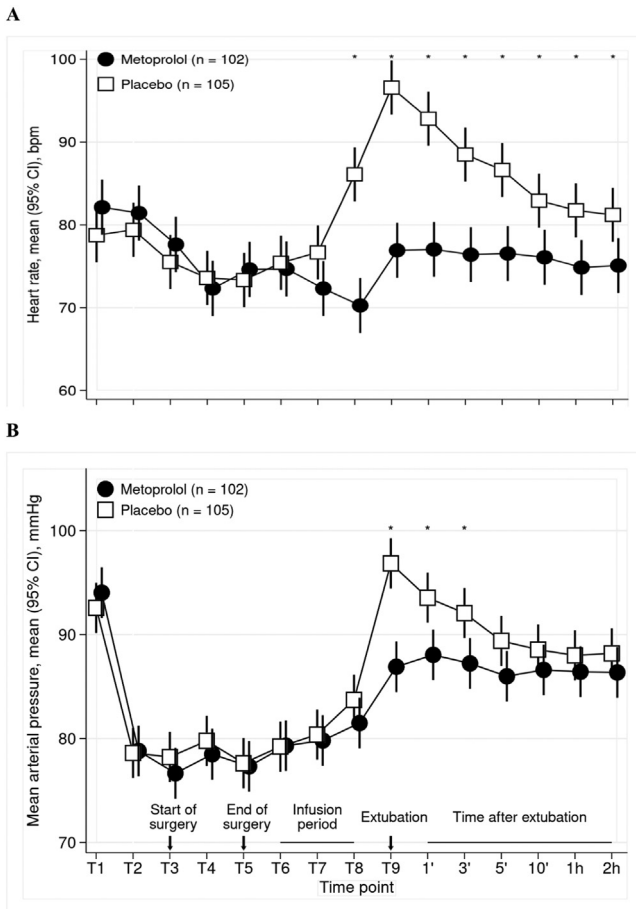 A
100
90
80
70
60
Heart rate, mean (95% CI), bpm
Metoprolol (n = 102)
Placebo (n = 105)
* * * * * * * *
B
100
90
80
70
Mean arterial pressure, mean (95% CI), mmHg
Metoprolol (n = 102)
Placebo (n = 105)
* * *
Start of
surgery
End of
surgery
Infusion
period
Extubation
Time after extubation
T1 T2 T3 T4 T5 T6 T7 T8 T9 1' 3' 5' 10' 1h 2h
Time point